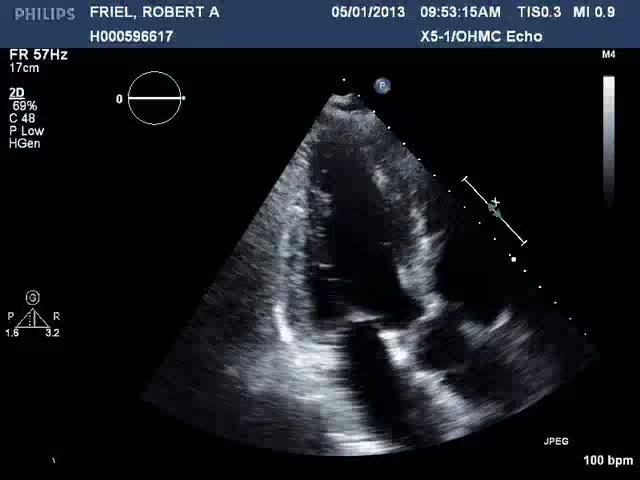 PHILIPS FRIEL, ROBERT A 05/01/2013 09:53:15AM TIS0.3 MI 0.9
H000596617 X5-1/OHMC Echo
FR 57Hz
17cm
M4
2D
69%
C 48
P Low
HGen
0
P
G
P R
1.6 3.2
JPEG
100 bpm